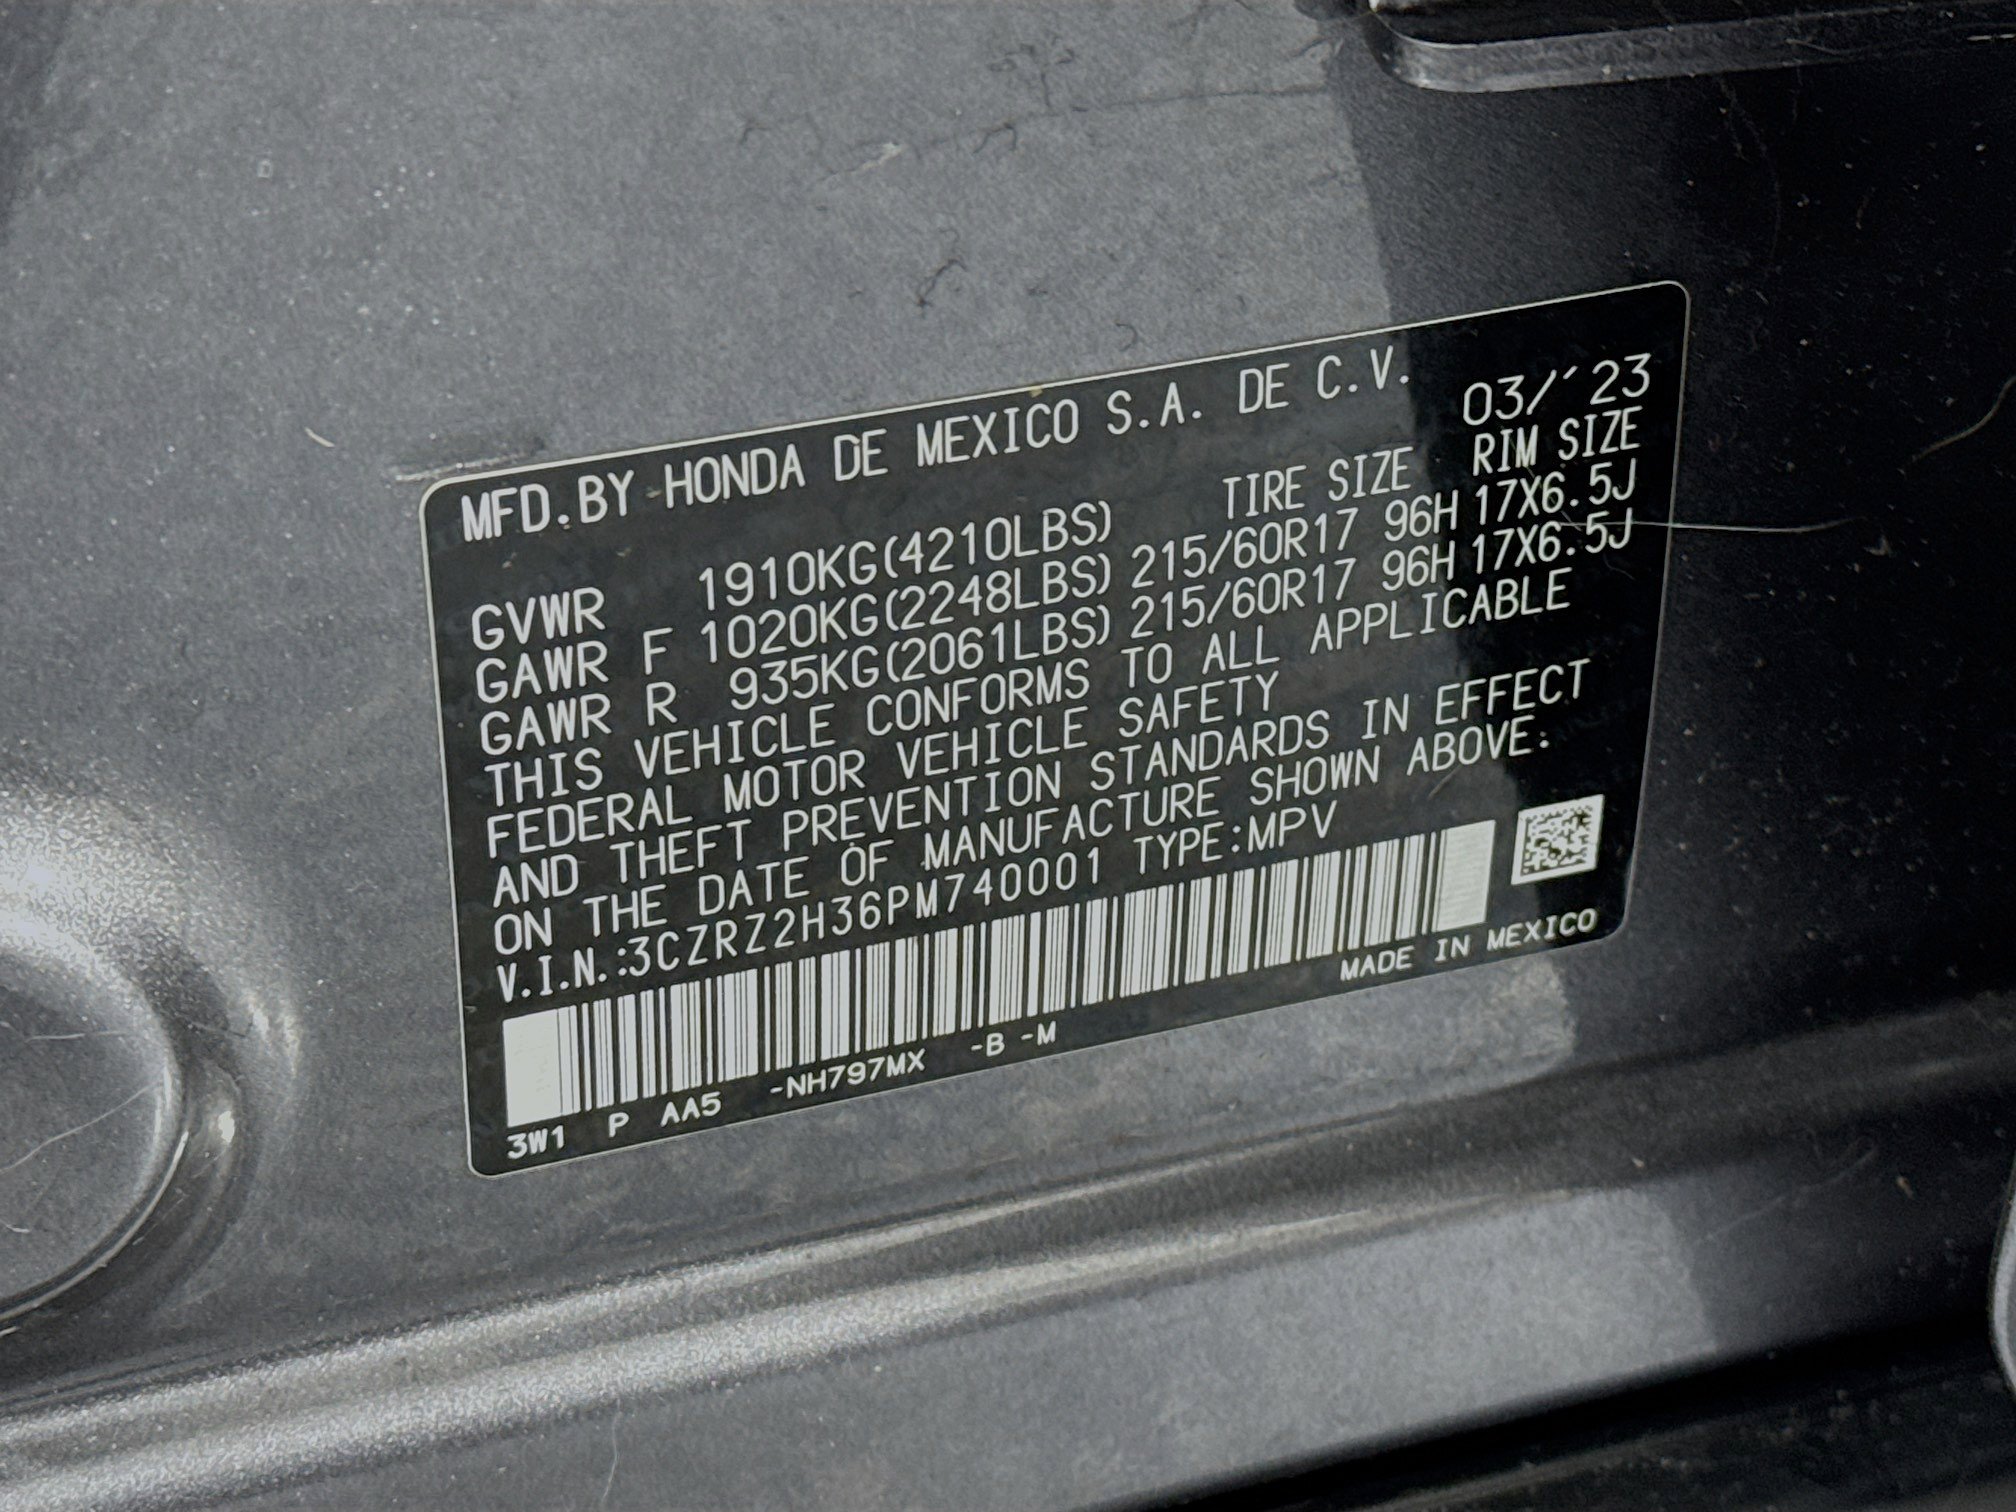 MFD.BY HONDA DE MEXICO S.A. DE C.V.
03/'23
TIRE SIZE RIM SIZE
GVWR 1910KG(4210LBS)
GAWR F 1020KG(2248LBS) 215/60R17 96H 17X6.5J
GAWR R 935KG(2061LBS) 215/60R17 96H 17X6.5J
THIS VEHICLE CONFORMS TO ALL APPLICABLE
FEDERAL MOTOR VEHICLE SAFETY
AND THEFT PREVENTION STANDARDS IN EFFECT
ON THE DATE OF MANUFACTURE SHOWN ABOVE.
V.I.N.:3CZRZ2H36PM740001 TYPE:MPV
MADE IN MEXICO
3W1 P AA5 -NH797MX -B -M